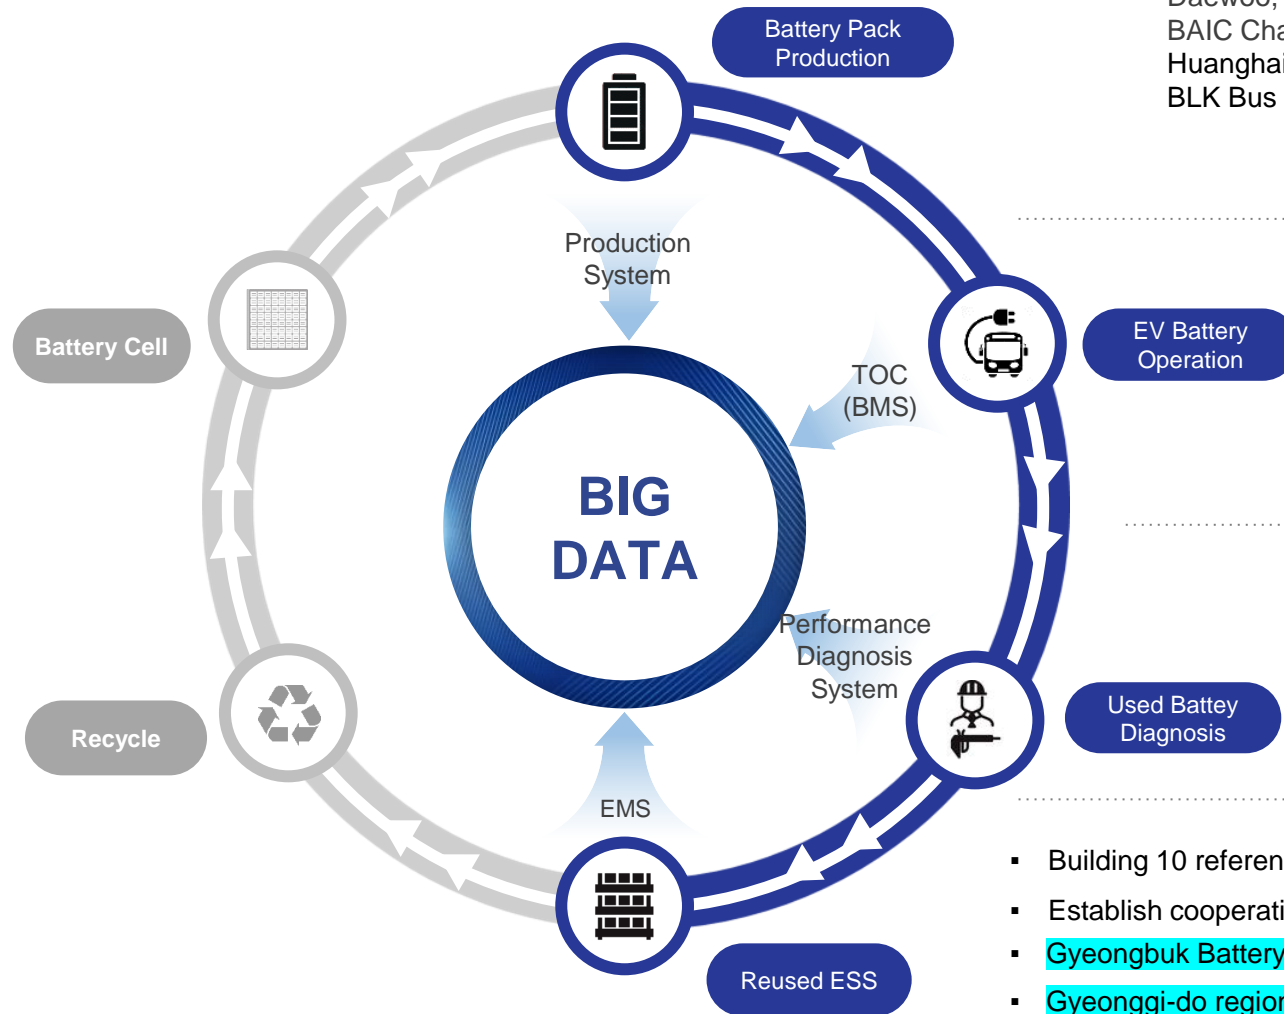 Daewoo,
BAIC Cha
Huanghai
BLK Bus
Battery Pack
Production
Production
System
Battery Cell
EV Battery
Operation
TOC
(BMS)
BIG
DATA
Performance
Diagnosis
System
Used Battey
Diagnosis
Recycle
EMS
Reused ESS
▪ Building 10 referen
▪ Establish cooperati
▪ Gyeongbuk Battery
▪ Gyeonggi-do region